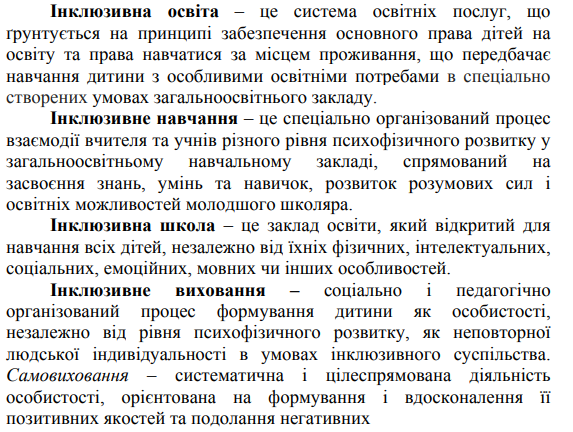 Інклюзивна освіта – це система освітніх послуг, що
ґрунтується на принципі забезпечення основного права дітей на
освіту та права навчатися за місцем проживання, що передбачає
навчання дитини з особливими освітніми потребами в спеціально
створених умовах загальноосвітнього закладу.
Інклюзивне навчання – це спеціально організований процес
взаємодії вчителя та учнів різного рівня психофізичного розвитку у
загальноосвітньому навчальному закладі, спрямований на
засвоєння знань, умінь та навичок, розвиток розумових сил і
освітніх можливостей молодшого школяра.
Інклюзивна школа – це заклад освіти, який відкритий для
навчання всіх дітей, незалежно від їхніх фізичних, інтелектуальних,
соціальних, емоційних, мовних чи інших особливостей.
Інклюзивне виховання – соціально і педагогічно
організований процес формування дитини як особистості,
незалежно від рівня психофізичного розвитку, як неповторної
людської індивідуальності в умовах інклюзивного суспільства.
Самовиховання – систематична і цілеспрямована діяльність
особистості, орієнтована на формування і вдосконалення її
позитивних якостей та подолання негативних